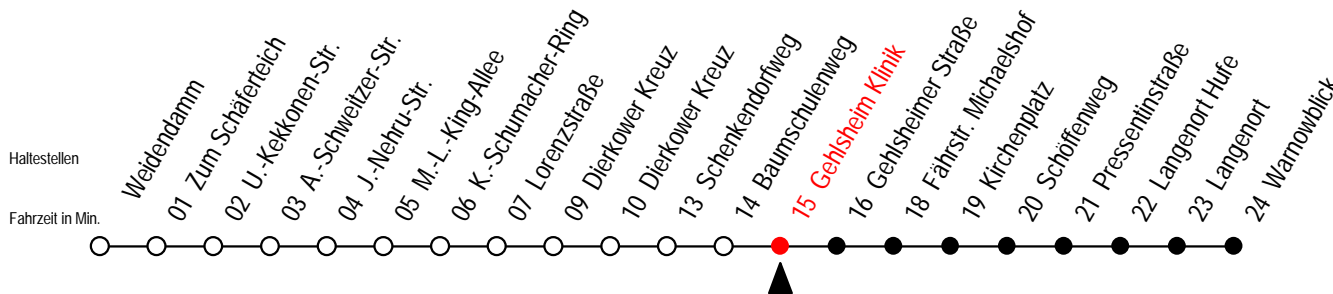 Haltestellen
Fahrzeit in Min.
Weidendamm
01 Zum Schäferteich
02 U.-Kekkonen-Str.
03 A.-Schweitzer-Str.
04 J.-Nehru-Str.
05 M.-L.-King-Allee
06 K.-Schumacher-Ring
07 Lorenzstraße
09 Dierkower Kreuz
10 Dierkower Kreuz
13 Schenkendorfweg
14 Baumschulenweg
15 Gehlsheim Klinik
16 Gehlsheimer Straße
18 Fährstr. Michaelshof
19 Kirchenplatz
20 Schöffenweg
21 Pressentinstraße
22 Langenort Hufe
23 Langenort
24 Warnowblick